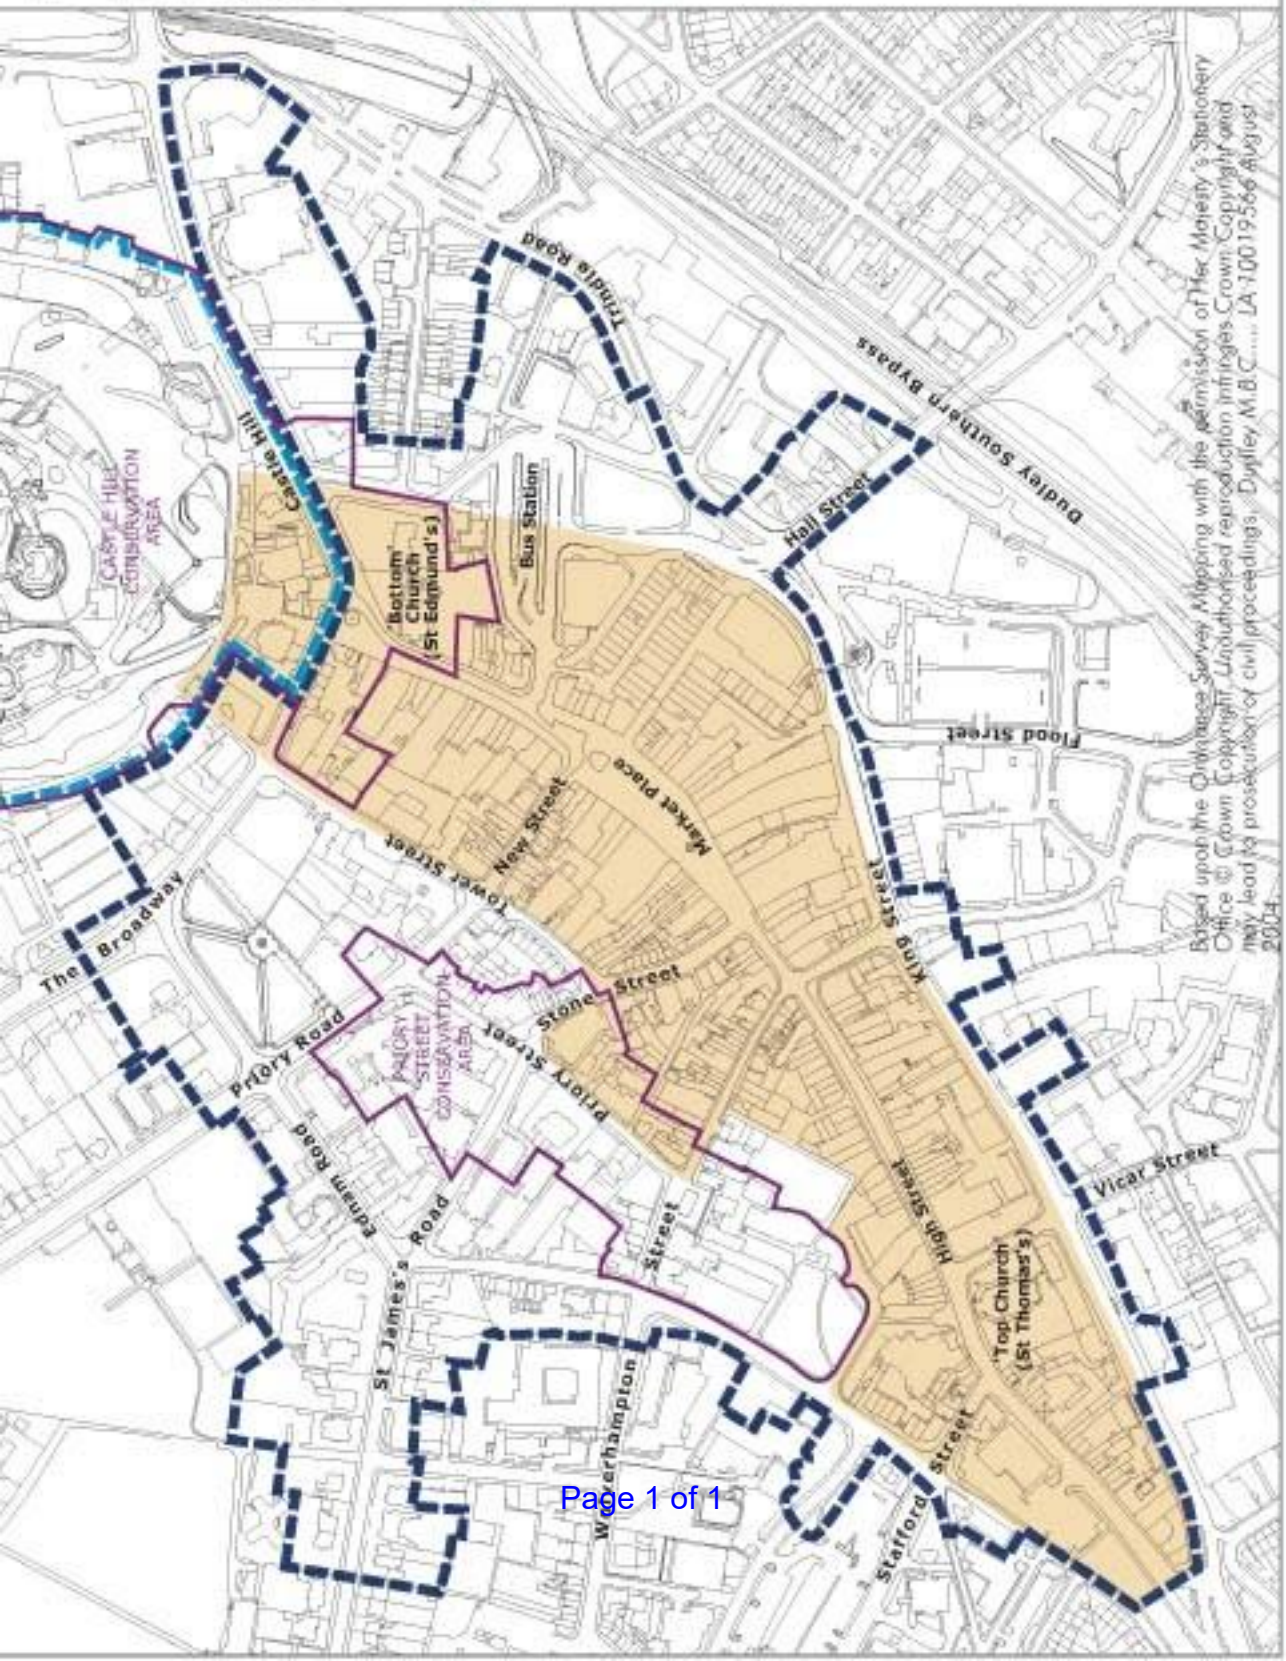 CASTLE HILL
CONSERVATION
AREA
Castle Hill
Trindle Road
Dudley Southern Bypass
Hall Street
Bus Station
'Bottom'
Church
(St Edmund's)
Flood Street
Market Place
New Street
Tower Street
The Broadway
Priory Road
PRIORY
STREET
CONSERVATION
AREA
Stone Street
Priory Street
King Street
Ednam Road
St James's Road
Wolverhampton Street
High Street
Vicar Street
'Top Church'
(St Thomas's)
Stafford Street
Page 1 of 1
Based upon the Ordnance Survey Mapping with the permission of Her Majesty's Stationery
Office © Crown Copyright. Unauthorised reproduction infringes Crown Copyright and
may lead to prosecution or civil proceedings. Dudley M.B.C..... LA 10019566 August
2004